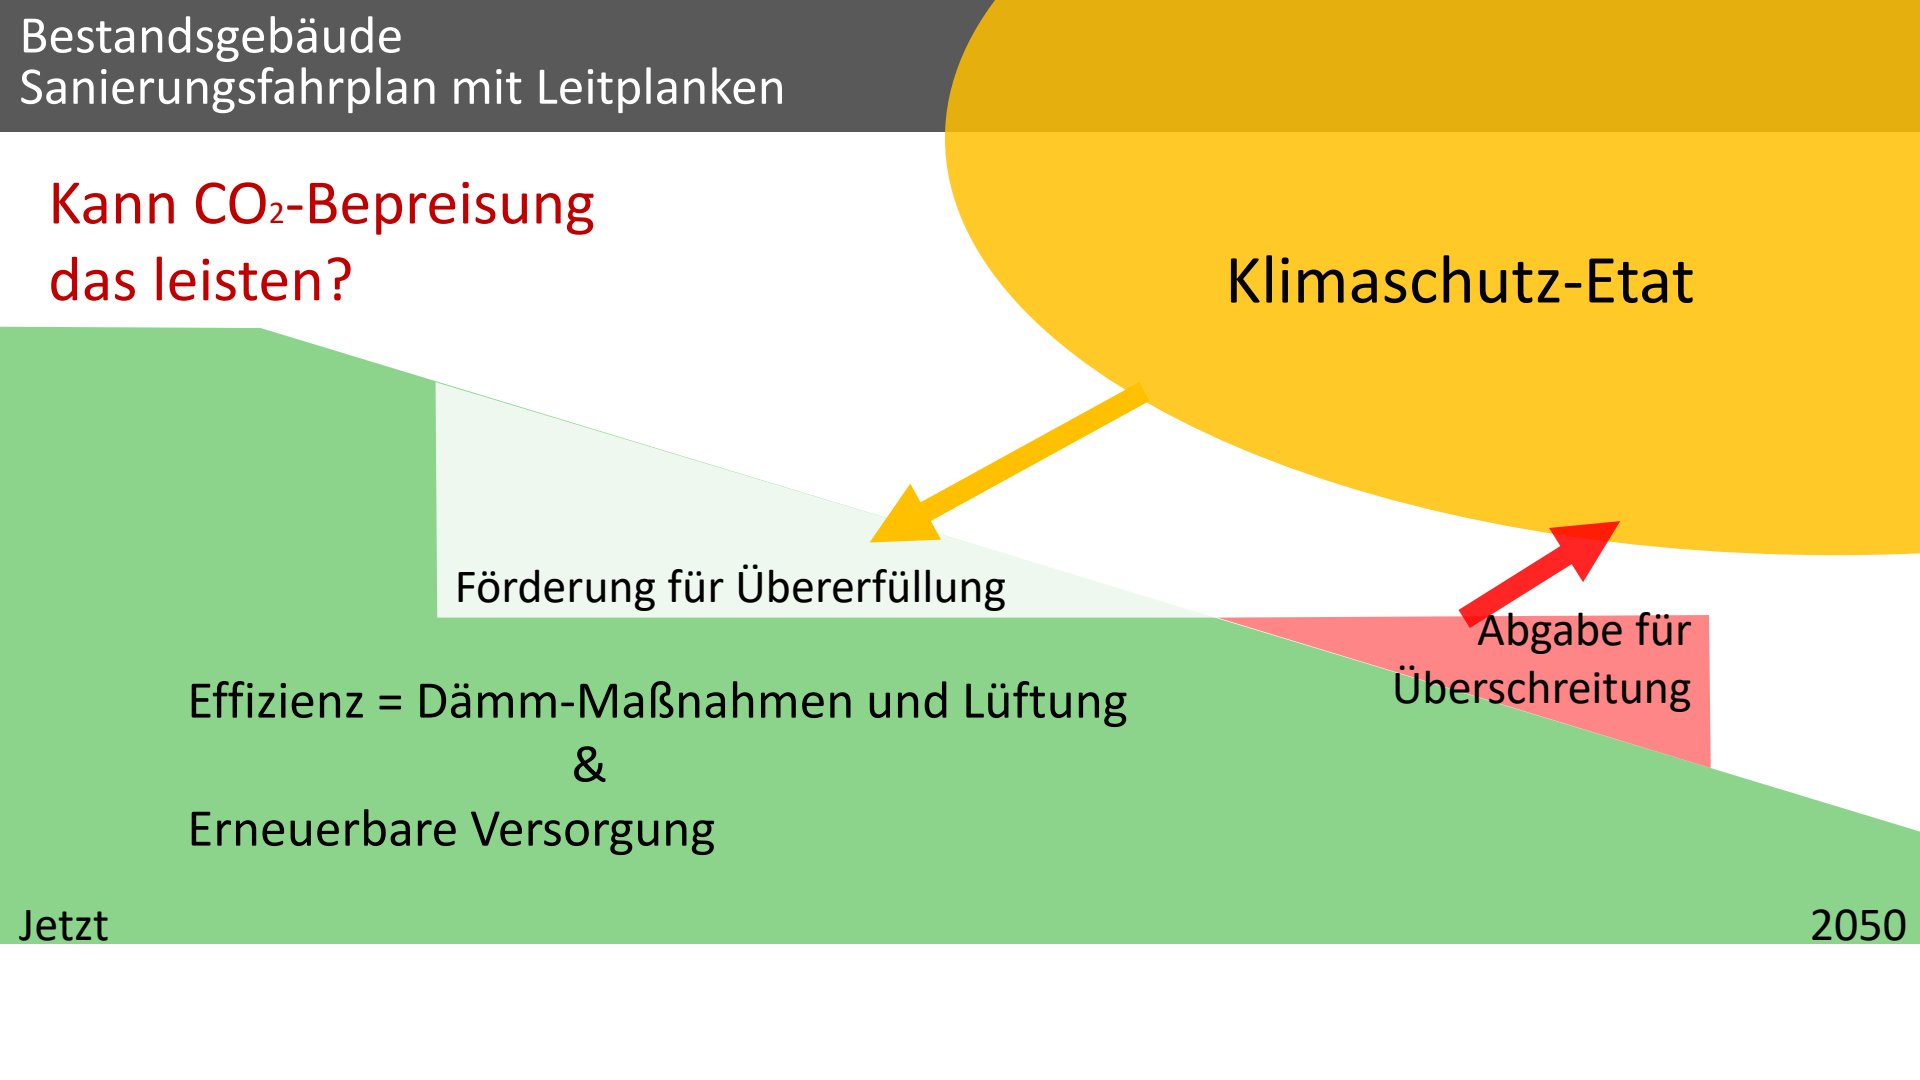 Bestandsgebäude
Sanierungsfahrplan mit Leitplanken
Kann CO₂-Bepreisung
das leisten?
Klimaschutz-Etat
Förderung für Übererfüllung
Abgabe für
Überschreitung
Effizienz = Dämm-Maßnahmen und Lüftung
&
Erneuerbare Versorgung
Jetzt
2050